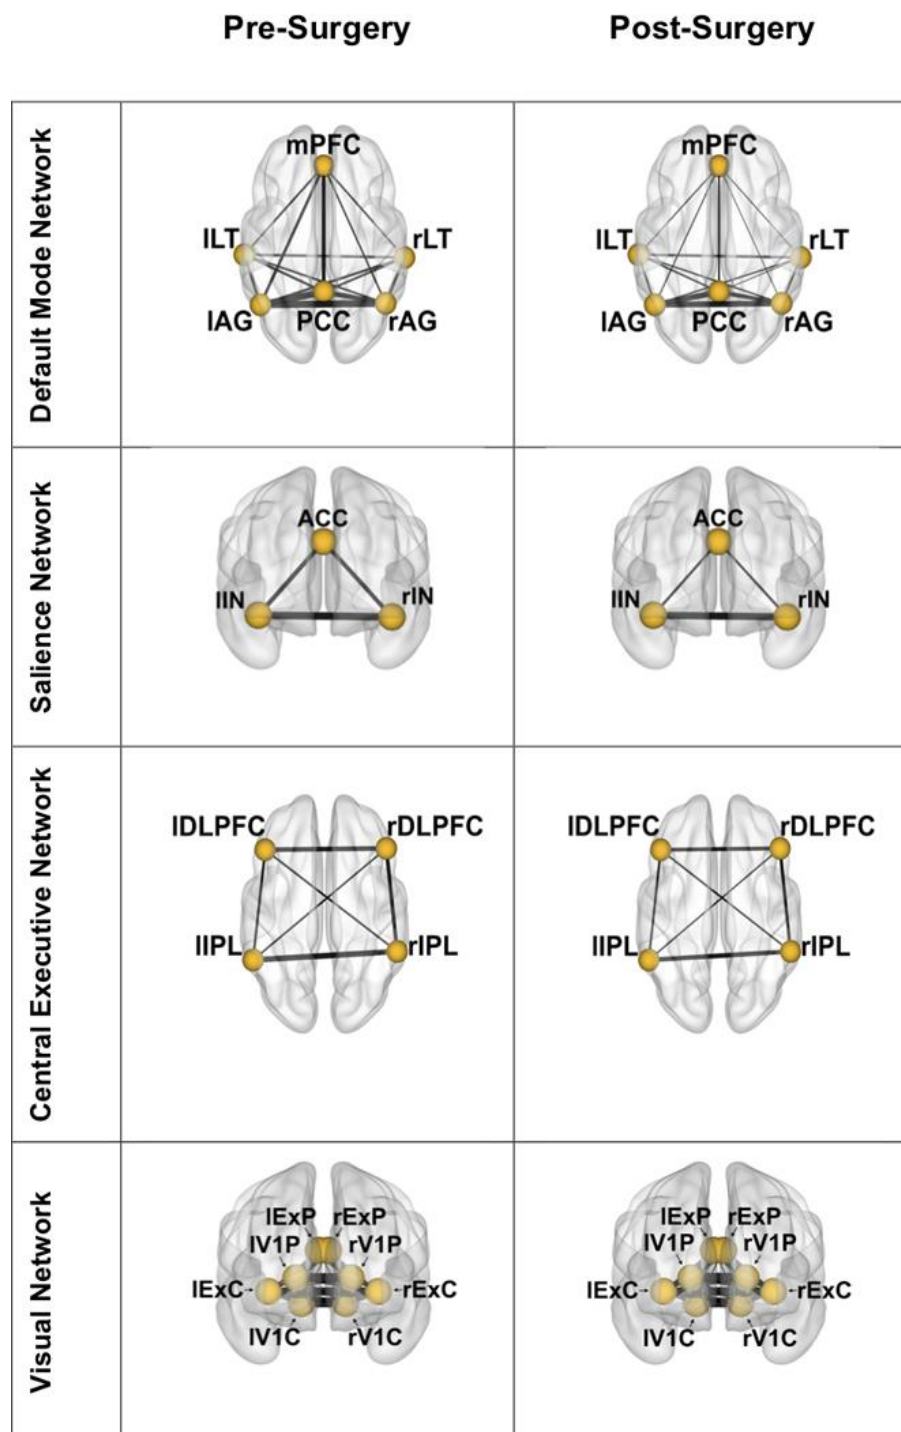 Pre-Surgery Post-Surgery
Default Mode Network
mPFC mPFC
lLT rLT lLT rLT
lAG PCC rAG lAG PCC rAG
Salience Network
ACC ACC
lIN rIN lIN rIN
Central Executive Network
lDLPFC rDLPFC lDLPFC rDLPFC
lIPL rIPL lIPL rIPL
Visual Network
lExP rExP lExP rExP
lV1P rV1P lV1P rV1P
lExC rExC lExC rExC
lV1C rV1C lV1C rV1C